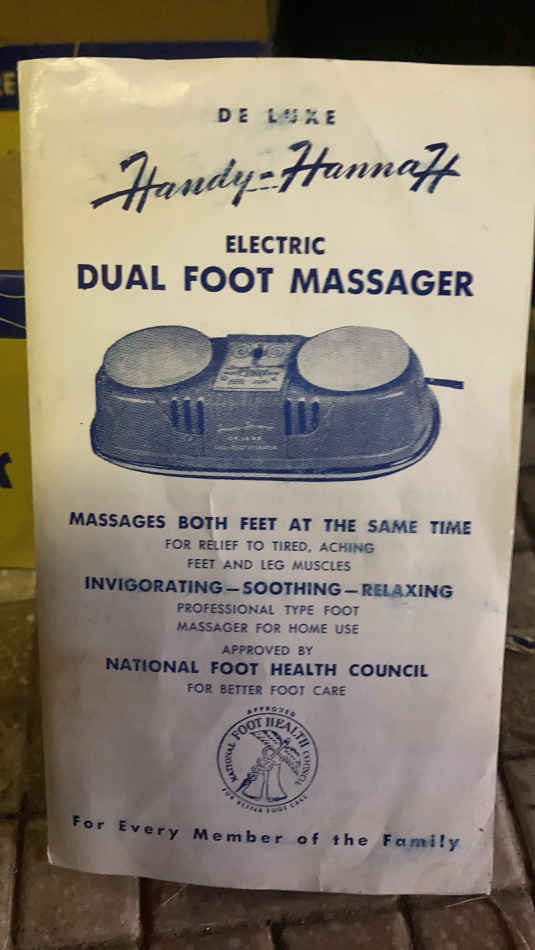 DE LUXE
Handy-Hannah
ELECTRIC
DUAL FOOT MASSAGER
MASSAGES BOTH FEET AT THE SAME TIME
FOR RELIEF TO TIRED, ACHING
FEET AND LEG MUSCLES
INVIGORATING—SOOTHING—RELAXING
PROFESSIONAL TYPE FOOT
MASSAGER FOR HOME USE
APPROVED BY
NATIONAL FOOT HEALTH COUNCIL
FOR BETTER FOOT CARE
APPROVED
NATIONAL FOOT HEALTH COUNCIL
FOR BETTER FOOT CARE
For Every Member of the Family